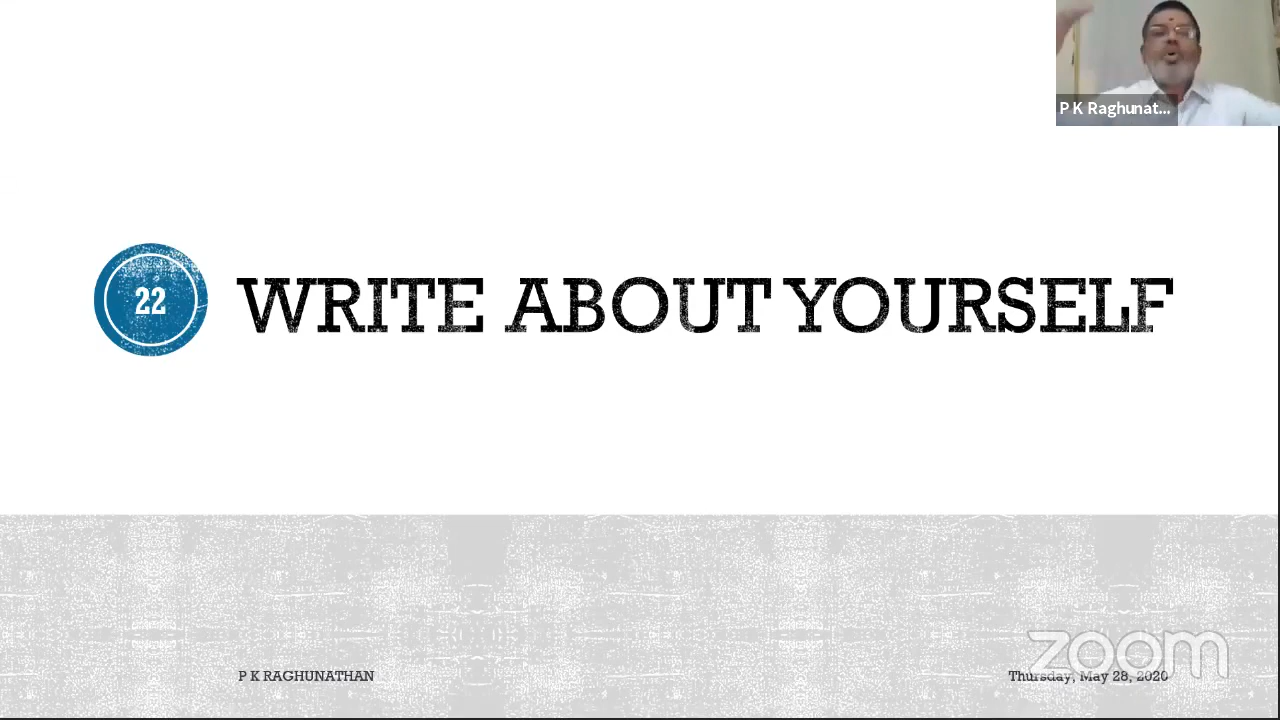 P K Raghunat...
22
WRITE ABOUT YOURSELF
zoom
P K RAGHUNATHAN
Thursday, May 28, 2020